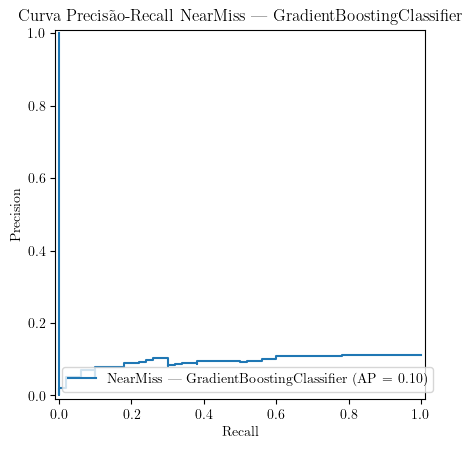 Curva Precisão-Recall NearMiss — GradientBoostingClassifier
1.0
0.8
0.6
0.4
0.2
0.0
Precision
NearMiss — GradientBoostingClassifier (AP = 0.10)
0.0 0.2 0.4 0.6 0.8 1.0
Recall